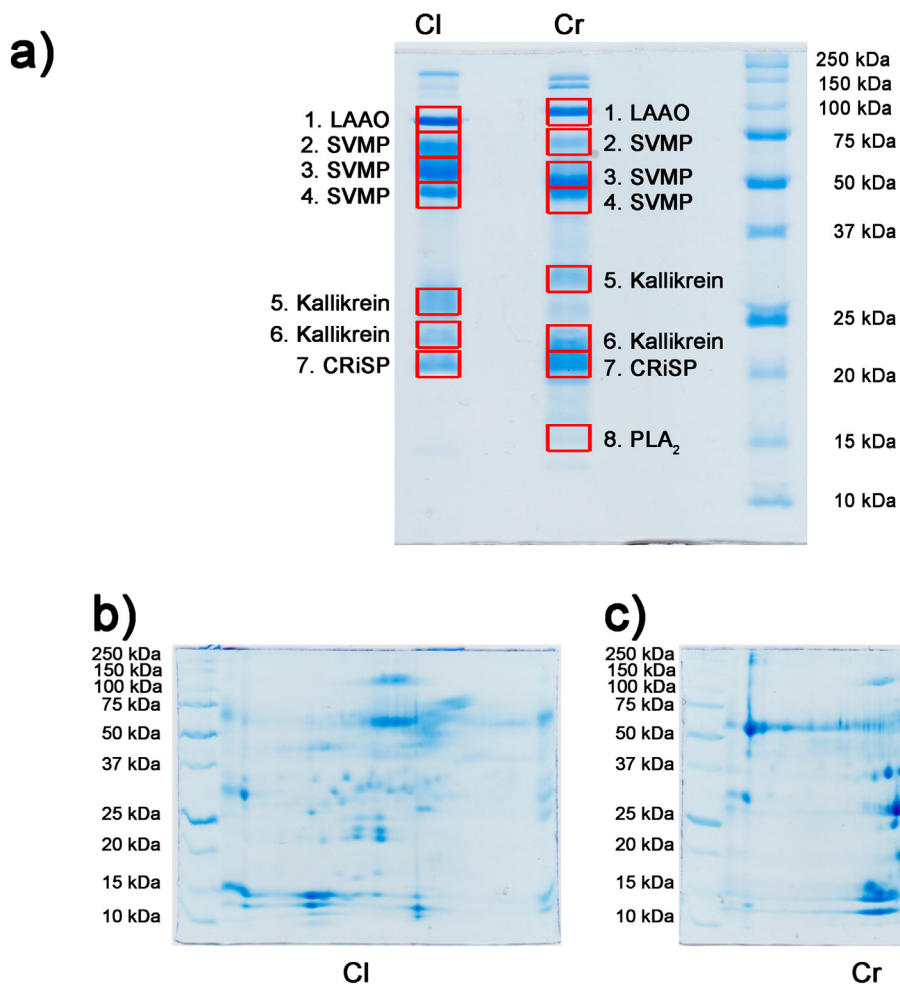 a)
Cl Cr
1. LAAO
2. SVMP
3. SVMP
4. SVMP
5. Kallikrein
6. Kallikrein
7. CRiSP
1. LAAO
2. SVMP
3. SVMP
4. SVMP
5. Kallikrein
6. Kallikrein
7. CRiSP
8. PLA₂
250 kDa
150 kDa
100 kDa
75 kDa
50 kDa
37 kDa
25 kDa
20 kDa
15 kDa
10 kDa
b)
250 kDa
150 kDa
100 kDa
75 kDa
50 kDa
37 kDa
25 kDa
20 kDa
15 kDa
10 kDa
Cl
c)
250 kDa
150 kDa
100 kDa
75 kDa
50 kDa
37 kDa
25 kDa
20 kDa
15 kDa
10 kDa
Cr